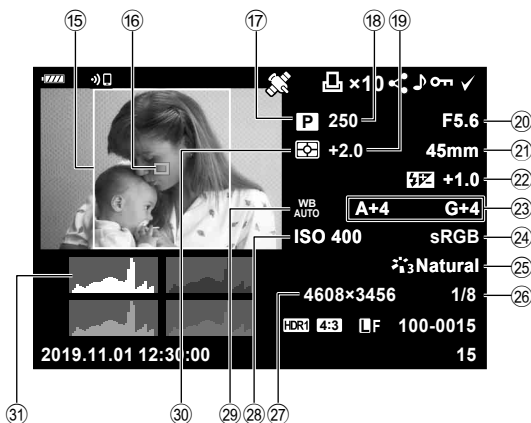 ⑮ ⑯ ⑰ ⑱ ⑲
×10
P 250 F5.6 ⑳
+2.0 45mm ㉑
+1.0 ㉒
WB AUTO A+4 G+4 ㉓
ISO 400 sRGB ㉔
3 Natural ㉕
4608×3456 1/8 ㉖
HDR1 4:3 LF 100-0015
2019.11.01 12:30:00 15
㉛ ㉚ ㉙ ㉘ ㉗